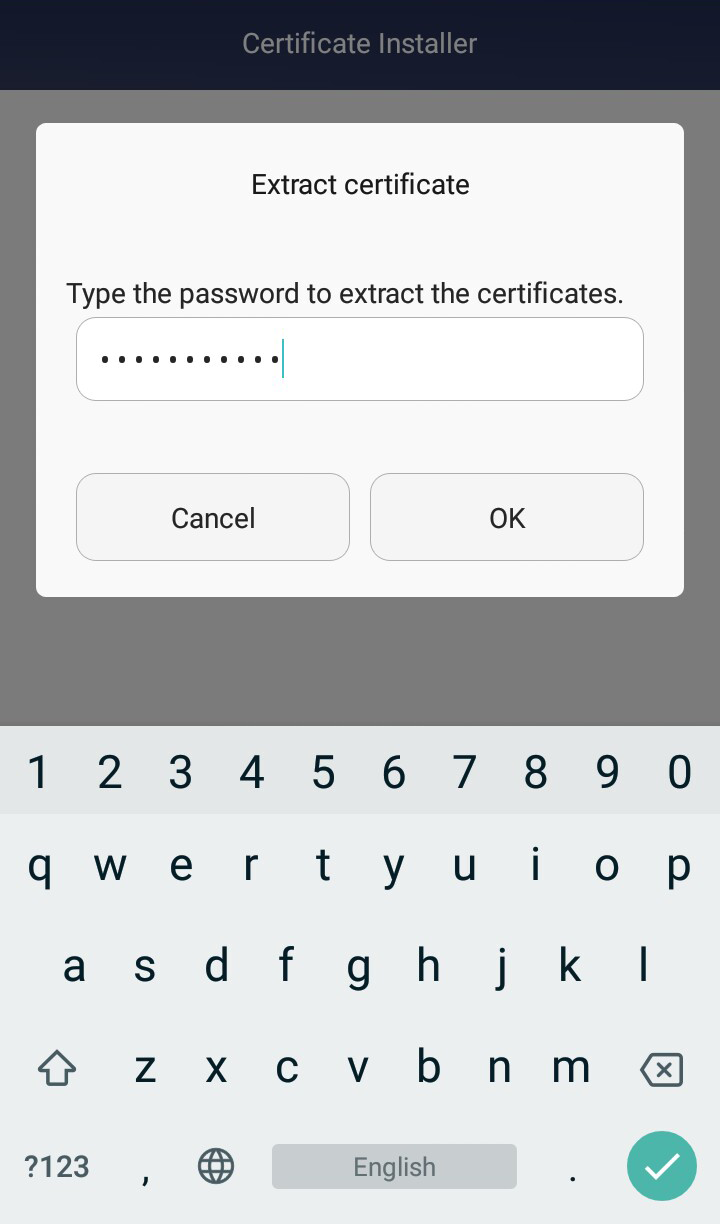 Certificate Installer
Extract certificate
Type the password to extract the certificates.
•••••••••••
Cancel OK
1 2 3 4 5 6 7 8 9 0
q w e r t y u i o p
a s d f g h j k l
z x c v b n m
?123 , English .